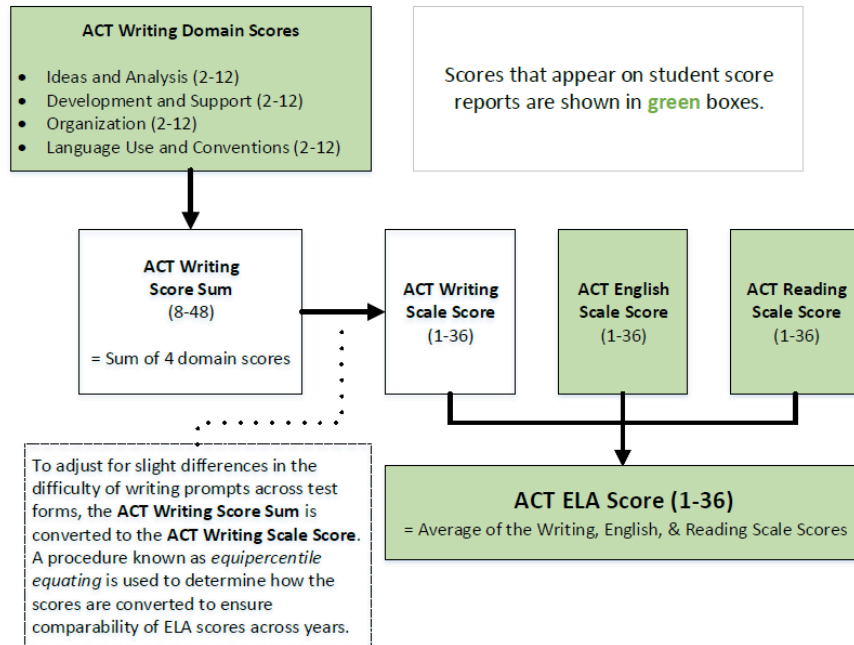 ACT Writing Domain Scores
• Ideas and Analysis (2-12)
• Development and Support (2-12)
• Organization (2-12)
• Language Use and Conventions (2-12)
Scores that appear on student score
reports are shown in green boxes.
ACT Writing
Score Sum
(8-48)
= Sum of 4 domain scores
ACT Writing
Scale Score
(1-36)
ACT English
Scale Score
(1-36)
ACT Reading
Scale Score
(1-36)
To adjust for slight differences in the
difficulty of writing prompts across test
forms, the ACT Writing Score Sum is
converted to the ACT Writing Scale Score.
A procedure known as equipercentile
equating is used to determine how the
scores are converted to ensure
comparability of ELA scores across years.
ACT ELA Score (1-36)
= Average of the Writing, English, & Reading Scale Scores